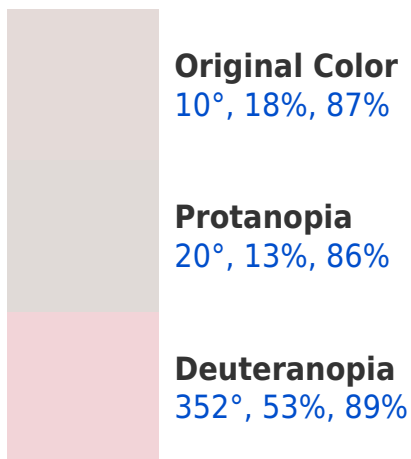 Original Color
10°, 18%, 87%
Protanopia
20°, 13%, 86%
Deuteranopia
352°, 53%, 89%